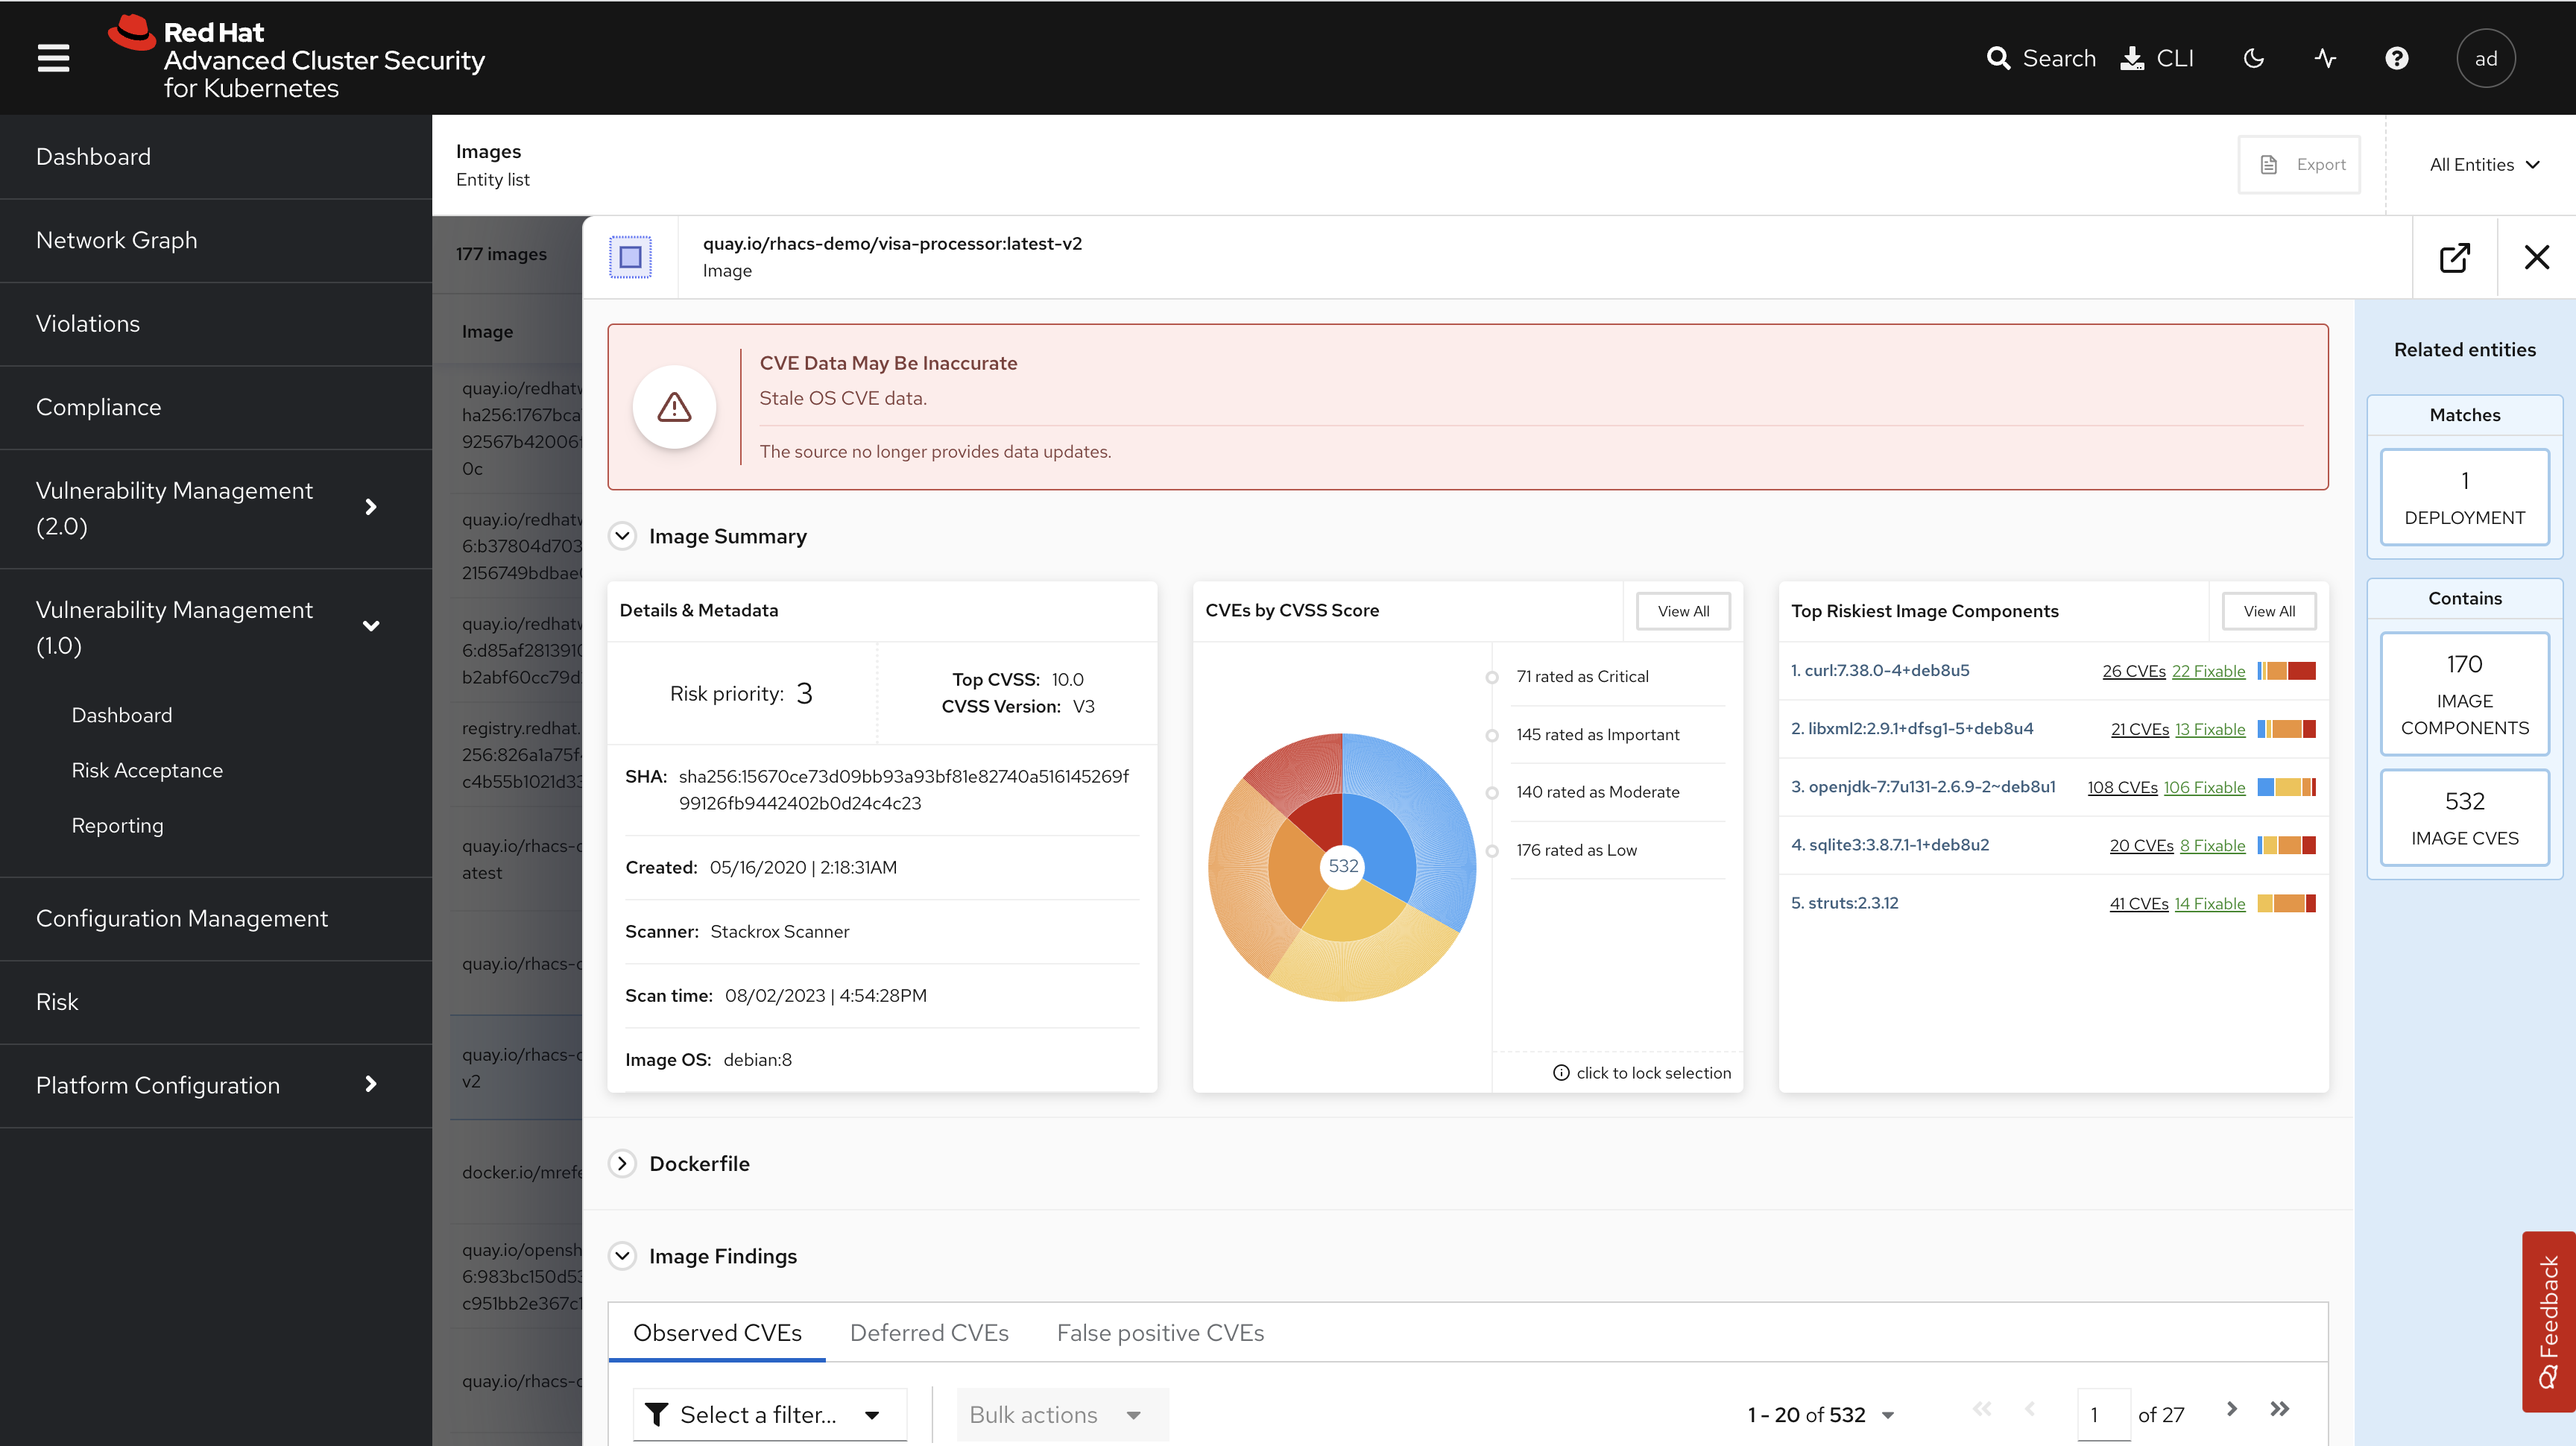 Red Hat
Advanced Cluster Security
for Kubernetes
Search
CLI
ad
Dashboard
Network Graph
Violations
Compliance
Vulnerability Management
(2.0)
Vulnerability Management
(1.0)
Dashboard
Risk Acceptance
Reporting
Configuration Management
Risk
Platform Configuration
Images
Entity list
Export
All Entities
177 images
Image
quay.io/redhatw
ha256:1767bca
92567b42006f
0c
quay.io/redhatw
6:b37804d703
2156749bdbae
quay.io/redhatw
6:d85af2813910
b2abf60cc79d
registry.redhat.
256:826a1a75f
c4b55b1021d33
quay.io/rhacs-d
atest
quay.io/rhacs-d
quay.io/rhacs-d
v2
docker.io/mrefe
quay.io/opensh
6:983bc150d53
c951bb2e367c1
quay.io/rhacs-d
quay.io/rhacs-demo/visa-processor:latest-v2
Image
CVE Data May Be Inaccurate
Stale OS CVE data.
The source no longer provides data updates.
Image Summary
Details & Metadata
Risk priority: 3
Top CVSS: 10.0
CVSS Version: V3
SHA: sha256:15670ce73d09bb93a93bf81e82740a516145269f
99126fb9442402b0d24c4c23
Created: 05/16/2020 | 2:18:31AM
Scanner: Stackrox Scanner
Scan time: 08/02/2023 | 4:54:28PM
Image OS: debian:8
CVEs by CVSS Score
View All
532
71 rated as Critical
145 rated as Important
140 rated as Moderate
176 rated as Low
click to lock selection
Top Riskiest Image Components
View All
1. curl:7.38.0-4+deb8u5 26 CVEs 22 Fixable
2. libxml2:2.9.1+dfsg1-5+deb8u4 21 CVEs 13 Fixable
3. openjdk-7:7u131-2.6.9-2~deb8u1 108 CVEs 106 Fixable
4. sqlite3:3.8.7.1-1+deb8u2 20 CVEs 8 Fixable
5. struts:2.3.12 41 CVEs 14 Fixable
Dockerfile
Image Findings
Observed CVEs
Deferred CVEs
False positive CVEs
Select a filter...
Bulk actions
1 - 20 of 532
1 of 27
Related entities
Matches
1
DEPLOYMENT
Contains
170
IMAGE
COMPONENTS
532
IMAGE CVES
Feedback